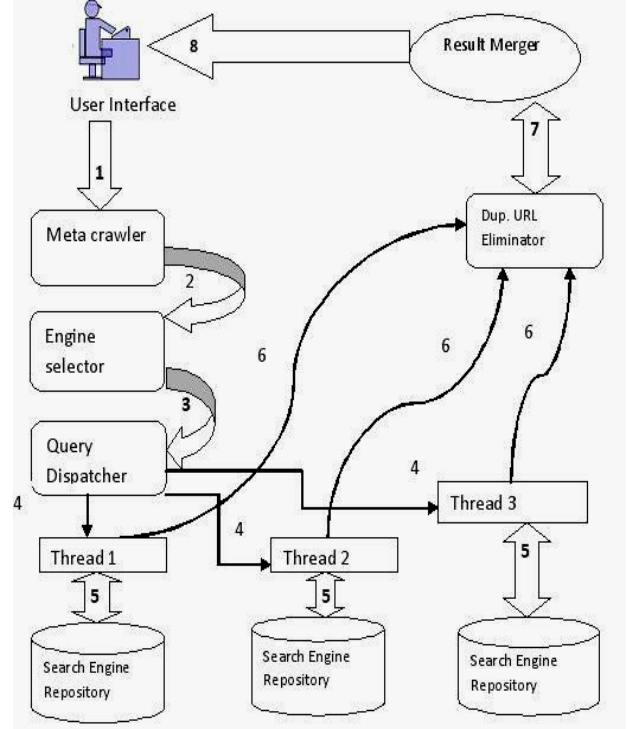 8
Result Merger
User Interface
7
1
Dup. URL
Eliminator
Meta crawler
2
Engine
selector
6
6
6
3
Query
Dispatcher
4
4
4
Thread 3
Thread 1
Thread 2
5
5
5
Search Engine
Repository
Search Engine
Repository
Search Engine
Repository